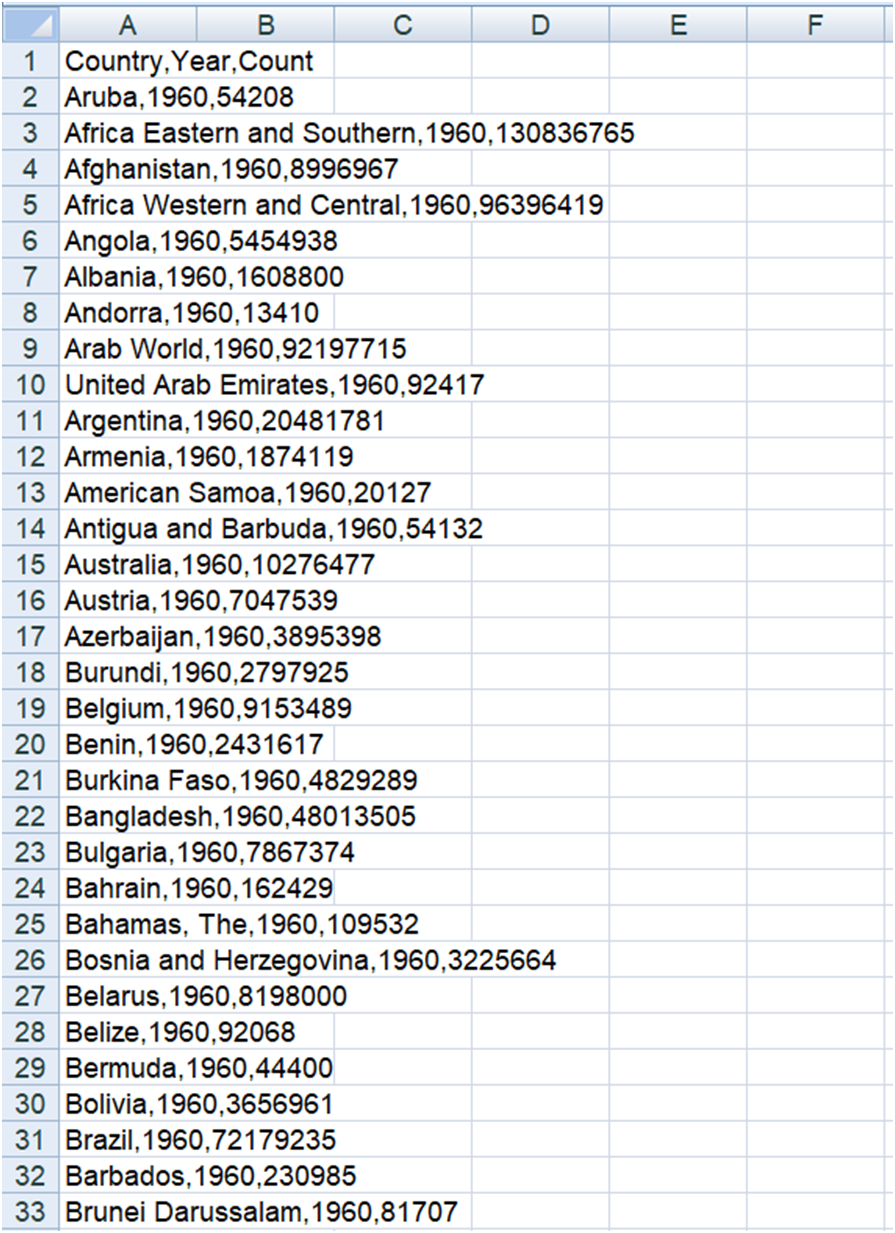 A B C D E F
1 Country,Year,Count
2 Aruba,1960,54208
3 Africa Eastern and Southern,1960,130836765
4 Afghanistan,1960,8996967
5 Africa Western and Central,1960,96396419
6 Angola,1960,5454938
7 Albania,1960,1608800
8 Andorra,1960,13410
9 Arab World,1960,92197715
10 United Arab Emirates,1960,92417
11 Argentina,1960,20481781
12 Armenia,1960,1874119
13 American Samoa,1960,20127
14 Antigua and Barbuda,1960,54132
15 Australia,1960,10276477
16 Austria,1960,7047539
17 Azerbaijan,1960,3895398
18 Burundi,1960,2797925
19 Belgium,1960,9153489
20 Benin,1960,2431617
21 Burkina Faso,1960,4829289
22 Bangladesh,1960,48013505
23 Bulgaria,1960,7867374
24 Bahrain,1960,162429
25 Bahamas, The,1960,109532
26 Bosnia and Herzegovina,1960,3225664
27 Belarus,1960,8198000
28 Belize,1960,92068
29 Bermuda,1960,44400
30 Bolivia,1960,3656961
31 Brazil,1960,72179235
32 Barbados,1960,230985
33 Brunei Darussalam,1960,81707